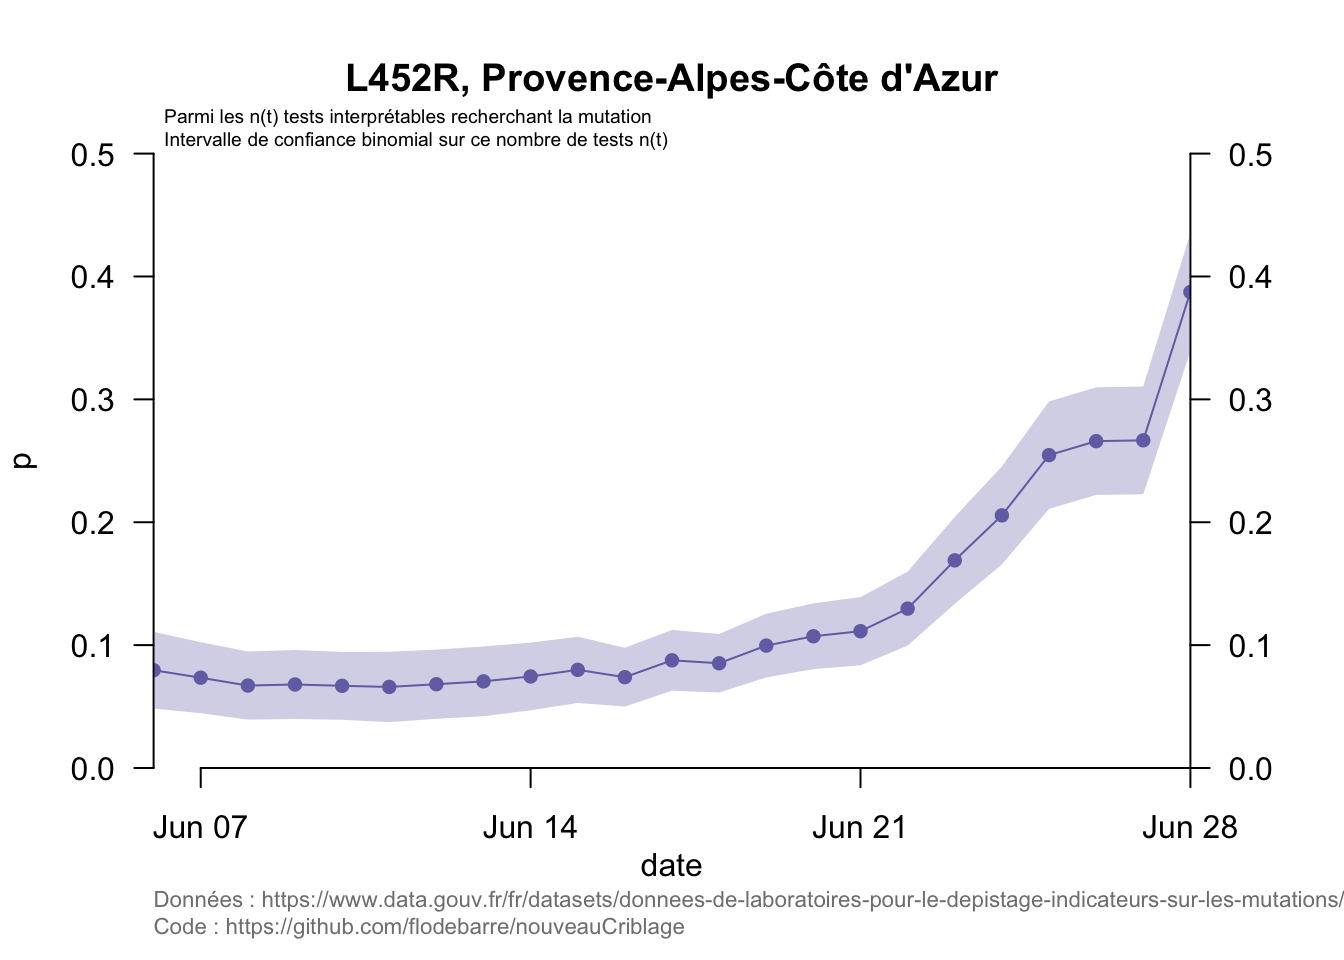 L452R, Provence-Alpes-Côte d'Azur
Parmi les n(t) tests interprétables recherchant la mutation
Intervalle de confiance binomial sur ce nombre de tests n(t)
0.5
0.4
0.3
0.2
0.1
0.0
p
0.5
0.4
0.3
0.2
0.1
0.0
Jun 07
Jun 14
Jun 21
Jun 28
date
Données : https://www.data.gouv.fr/fr/datasets/donnees-de-laboratoires-pour-le-depistage-indicateurs-sur-les-mutations/
Code : https://github.com/flodebarre/nouveauCriblage